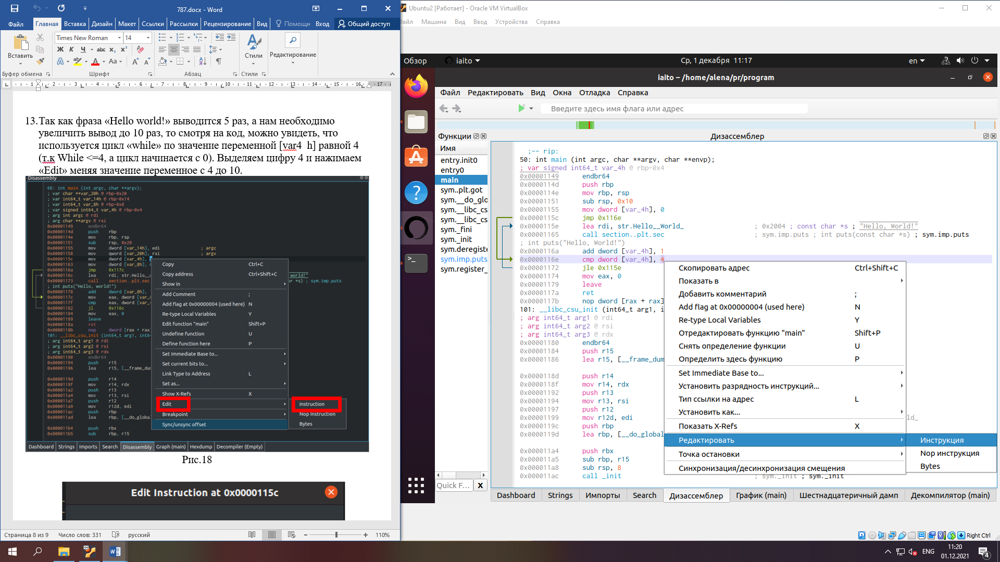 787.docx - Word
Файл
Главная
Вставка
Дизайн
Макет
Ссылки
Рассылки
Рецензирование
Вид
Помощн
Вход
Общий доступ
Вставить
Times New Roman
14
Стили
Редактирование
Буфер обмена
Шрифт
Абзац
Стили
13. Так как фраза «Hello world!» выводится 5 раз, а нам необходимо
увеличить вывод до 10 раз, то смотря на код, можно увидеть, что
используется цикл «while» по значение переменной [var4 h] равной 4
(т.к While <=4, а цикл начинается с 0). Выделяем цифру 4 и нажимаем
«Edit» меняя значение переменное с 4 до 10.
Disassembly
66: int main (int argc, char **argv);
; var char **var_20h @ rbp-0x20
; var int64_t var_14h @ rbp-0x14
; var int64_t var_8h @ rbp-0x8
; var signed int64_t var_4h @ rbp-0x4
; arg int argc @ rdi
; arg char **argv @ rsi
0x00001149 endbr64
0x0000114d push rbp
0x0000114e mov rbp, rsp
0x00001151 sub rsp, 0x20
0x00001155 mov dword [var_14h], edi ; argc
0x00001158 mov qword [var_20h], rsi ; argv
0x0000115c mov dword [var_4h],
0x00001163 mov dword [var_8h],
0x0000116a jmp 0x117c
0x0000116c lea rdi, str.Hello__
0x00001173 call section..plt.sec
; int puts("Hello, world!")
0x00001178 add dword [var_8h],
0x0000117c mov eax, dword [var_
0x0000117f cmp eax, dword [var_
0x00001182 jl 0x116c
0x00001184 mov eax, 0
0x00001189 leave
0x0000118a ret
0x0000118b nop dword [rax + rax]
101: __libc_csu_init (int64_t arg1, int6
; arg int64_t arg1 @ rdi
; arg int64_t arg2 @ rsi
; arg int64_t arg3 @ rdx
0x00001190 endbr64
0x00001194 push r15
0x00001196 lea r15, [__frame_dum
0x0000119d push r14
0x0000119f mov r14, rdx
0x000011a2 push r13
0x000011a4 mov r13, rsi
0x000011a7 push r12
0x000011a9 mov r12d, edi
0x000011ac push rbp
0x000011ad lea rbp, [__do_global
0x000011b4 push rbx
0x000011b5 sub rbp, r15
Copy Ctrl+C
Copy address Ctrl+Shift+C
Show in
Add Comment ;
Add flag at 0x00000004 (used here) N
Re-type Local Variables Y
Edit function "main" Shift+P
Undefine function U
Define function here P
Set Immediate Base to...
Set current bits to...
Link Type to Address L
Set as...
Show X-Refs X
Edit
Breakpoint
Sync/unsync offset
Instruction
Nop Instruction
Bytes
world!"
ar *s) ; sym.imp.puts
Dashboard Strings Imports Search Disassembly Graph (main) Hexdump Decompiler (Empty)
Рис.18
Edit Instruction at 0x0000115c
Страница 8 из 9 Число слов: 331 русский 110%
Ubuntu2 [Работает] - Oracle VM VirtualBox
айл Машина Вид Ввод Устройства Справка
Обзор iaito Ср, 1 декабря 11:17 en
iaito – /home/alena/pr/program
Файл Редактировать Вид Окна Отладка Справка
Введите здесь имя флага или адрес
Функции
Дизассемблер
Имя
entry.init0
entry0
main
sym..plt.got
sym.__do_glo
sym.__libc_cs
sym.__libc_cs
sym._fini
sym._init
sym.deregiste
sym.imp.puts
sym.register_
Quick F... X
;-- rip:
50: int main (int argc, char **argv, char **envp);
; var signed int64_t var_4h @ rbp-0x4
0x00001149 endbr64
0x0000114d push rbp
0x0000114e mov rbp, rsp
0x00001151 sub rsp, 0x10
0x00001155 mov dword [var_4h], 0
0x0000115c jmp 0x116e
0x0000115e lea rdi, str.Hello__World_ ; 0x2004 ; const char *s ; "Hello, World!"
0x00001165 call section..plt.sec ; sym.imp.puts ; int puts(const char *s) ; sym.imp.puts
; int puts("Hello, World!")
0x0000116a add dword [var_4h], 1
0x0000116e cmp dword [var_4h], 4
0x00001172 jle 0x115e
0x00001174 mov eax, 0
0x00001179 leave
0x0000117a ret
0x0000117b nop dword [rax + rax]
101: __libc_csu_init (int64_t arg1, i
; arg int64_t arg1 @ rdi
; arg int64_t arg2 @ rsi
; arg int64_t arg3 @ rdx
0x00001180 endbr64
0x00001184 push r15
0x00001186 lea r15, [__frame_dum
0x0000118d push r14
0x0000118f mov r14, rdx
0x00001192 push r13
0x00001194 mov r13, rsi
0x00001197 push r12
0x00001199 mov r12d, edi
0x0000119c push rbp
0x0000119d lea rbp, [__do_global
0x000011a4 push rbx
0x000011a5 sub rbp, r15
0x000011a8 sub rsp, 8
0x000011ac call _init ; sym._init ; sym._init
Скопировать адрес Ctrl+Shift+C
Показать в
Добавить комментарий ;
Add flag at 0x00000004 (used here) N
Re-type Local Variables Y
Отредактировать функцию "main" Shift+P
Снять определение функции U
Определить здесь функцию P
Set Immediate Base to...
Установить разрядность инструкций...
Тип ссылки на адрес L
Установить как...
Показать X-Refs X
Редактировать
Точка остановки
Синхронизация/десинхронизация смещения
Инструкция
Nop инструкция
Bytes
Dashboard Strings Импорты Search Дизассемблер График (main) Шестнадцатеричный дамп Декомпилятор (main)
Right Ctrl
ENG
11:20
01.12.2021
4